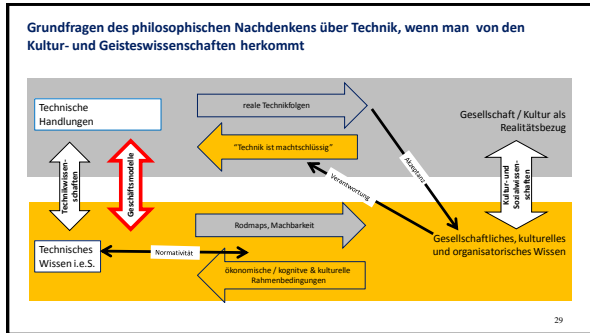 Grundfragen des philosophischen Nachdenkens über Technik, wenn man von den
Kultur- und Geisteswissenschaften herkommt
Technische
Handlungen
reale Technikfolgen
Gesellschaft / Kultur als
Realitätsbezug
"Technik ist machtschlüssig"
Akzeptanz
Verantwortung
Technikwissen-
schaften
Geschäftsmodelle
Kultur- und
Sozialwissen-
schaften
Rodmaps, Machbarkeit
Gesellschaftliches, kulturelles
und organisatorisches Wissen
Technisches
Wissen i.e.S.
Normativität
ökonomische / kognitve & kulturelle
Rahmenbedingungen
29